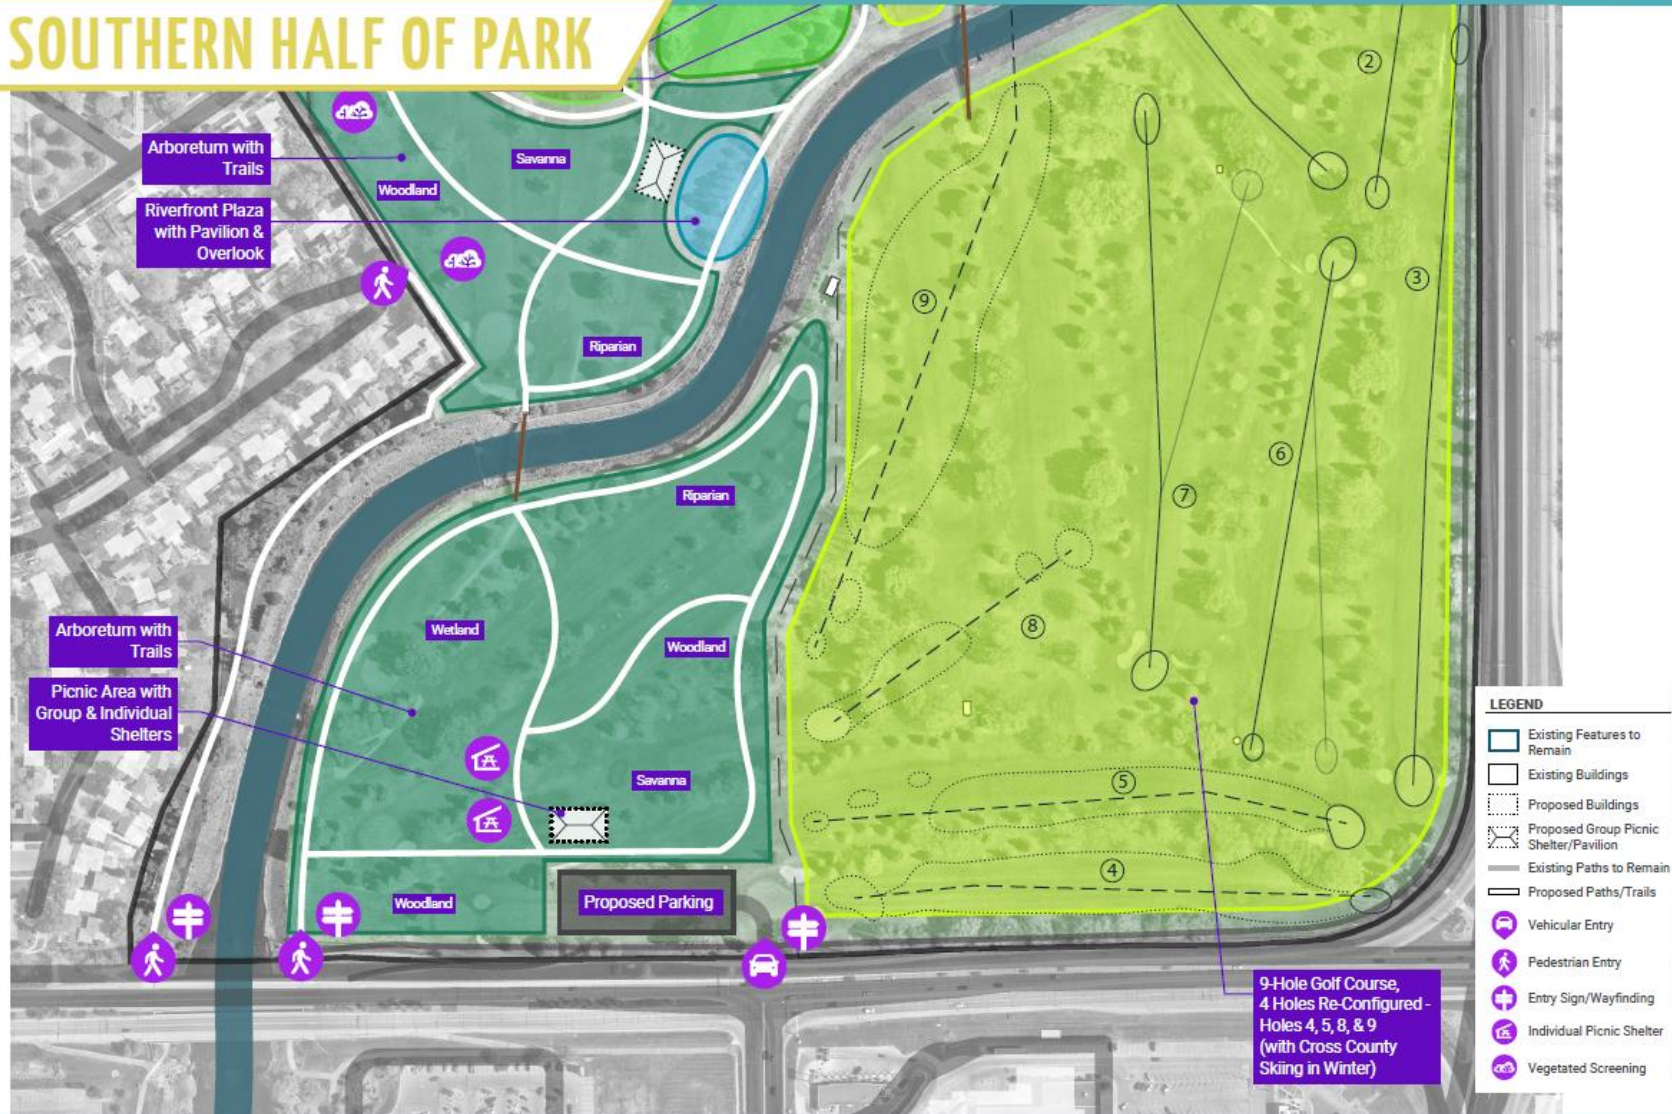 SOUTHERN HALF OF PARK
Arboretum with
Trails
Savanna
Woodland
Riverfront Plaza
with Pavilion &
Overlook
Riparian
2
3
9
6
7
Riparian
Arboretum with
Trails
Wetland
Woodland
8
Picnic Area with
Group & Individual
Shelters
Savanna
5
4
Woodland
Proposed Parking
9-Hole Golf Course,
4 Holes Re-Configured -
Holes 4, 5, 8, & 9
(with Cross County
Skiing in Winter)
LEGEND
Existing Features to
Remain
Existing Buildings
Proposed Buildings
Proposed Group Picnic
Shelter/Pavilion
Existing Paths to Remain
Proposed Paths/Trails
Vehicular Entry
Pedestrian Entry
Entry Sign/Wayfinding
Individual Picnic Shelter
Vegetated Screening